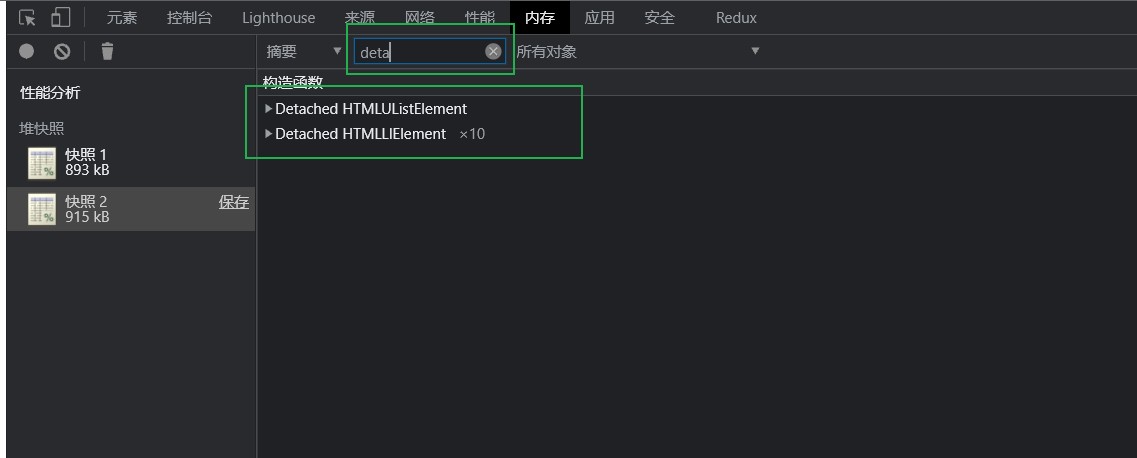 元素 控制台 Lighthouse 来源 网络 性能 内存 应用 安全 Redux
摘要 deta 所有对象
性能分析
构造函数
Detached HTMLUListElement
堆快照
Detached HTMLLIElement ×10
快照 1
893 kB
快照 2 保存
915 kB